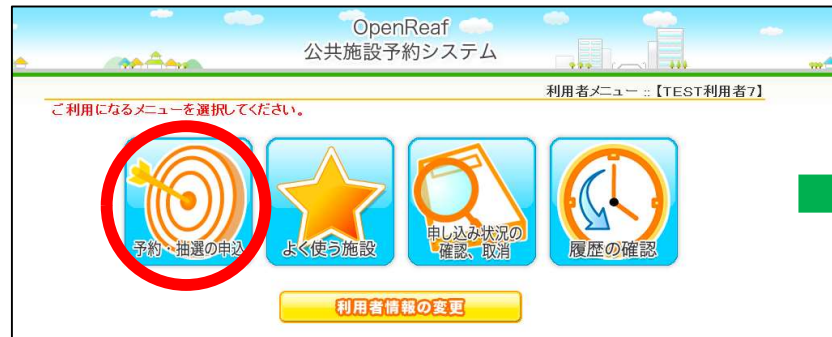 OpenReaf
公共施設予約システム
利用者メニュー :: 【TEST利用者7】
ご利用になるメニューを選択してください。
予約・抽選の申込
よく使う施設
申し込み状況の
確認、取消
履歴の確認
利用者情報の変更